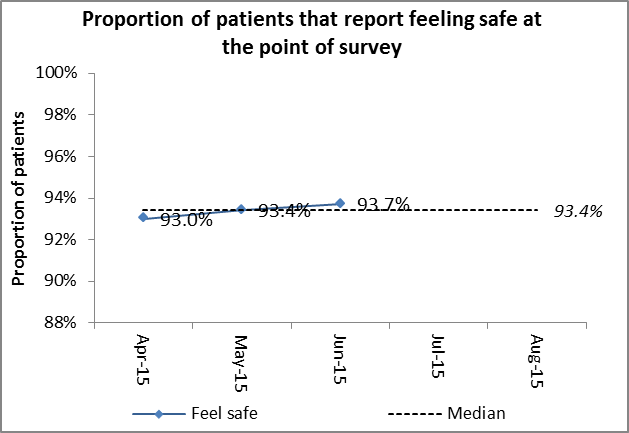 Proportion of patients that report feeling safe at
the point of survey
Proportion of patients
100%
98%
96%
94%
92%
90%
88%
93.0%
93.4%
93.7%
93.4%
Apr-15
May-15
Jun-15
Jul-15
Aug-15
Feel safe
Median